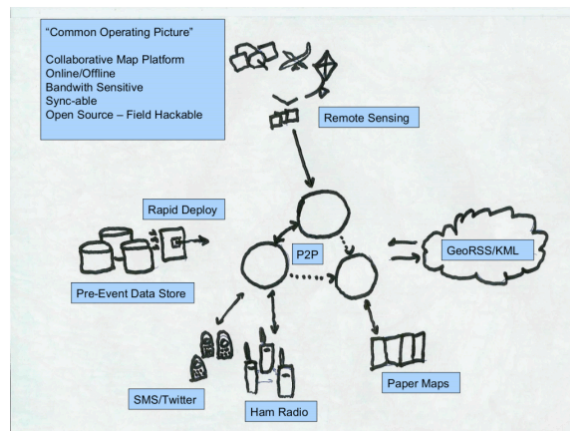 "Common Operating Picture"
Collaborative Map Platform
Online/Offline
Bandwith Sensitive
Sync-able
Open Source – Field Hackable
Remote Sensing
Rapid Deploy
P2P
GeoRSS/KML
Pre-Event Data Store
Paper Maps
SMS/Twitter
Ham Radio